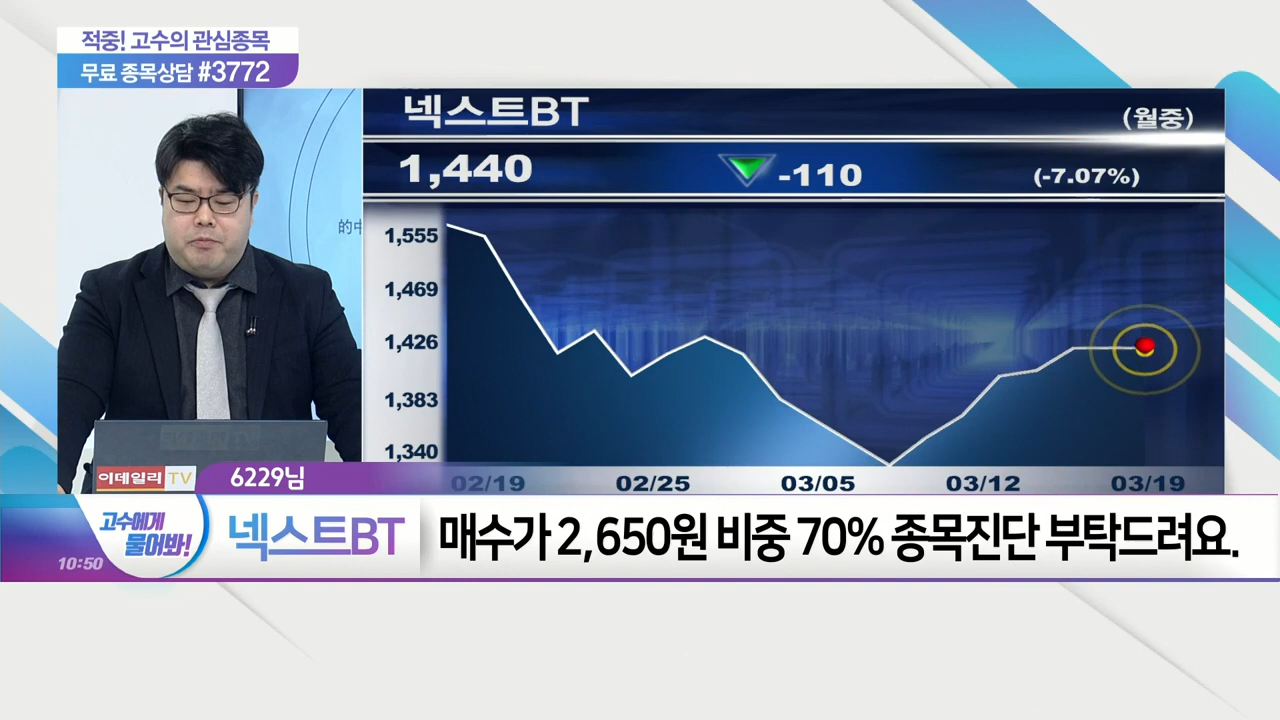 적중! 고수의 관심종목
무료 종목상담 #3772
넥스트BT
(월중)
1,440
-110
(-7.07%)
的中
1,555
1,469
1,426
1,383
1,340
02/19
02/25
03/05
03/12
03/19
이데일리 TV
6229님
고수에게
물어봐!
10:50
넥스트BT
매수가 2,650원 비중 70% 종목진단 부탁드려요.